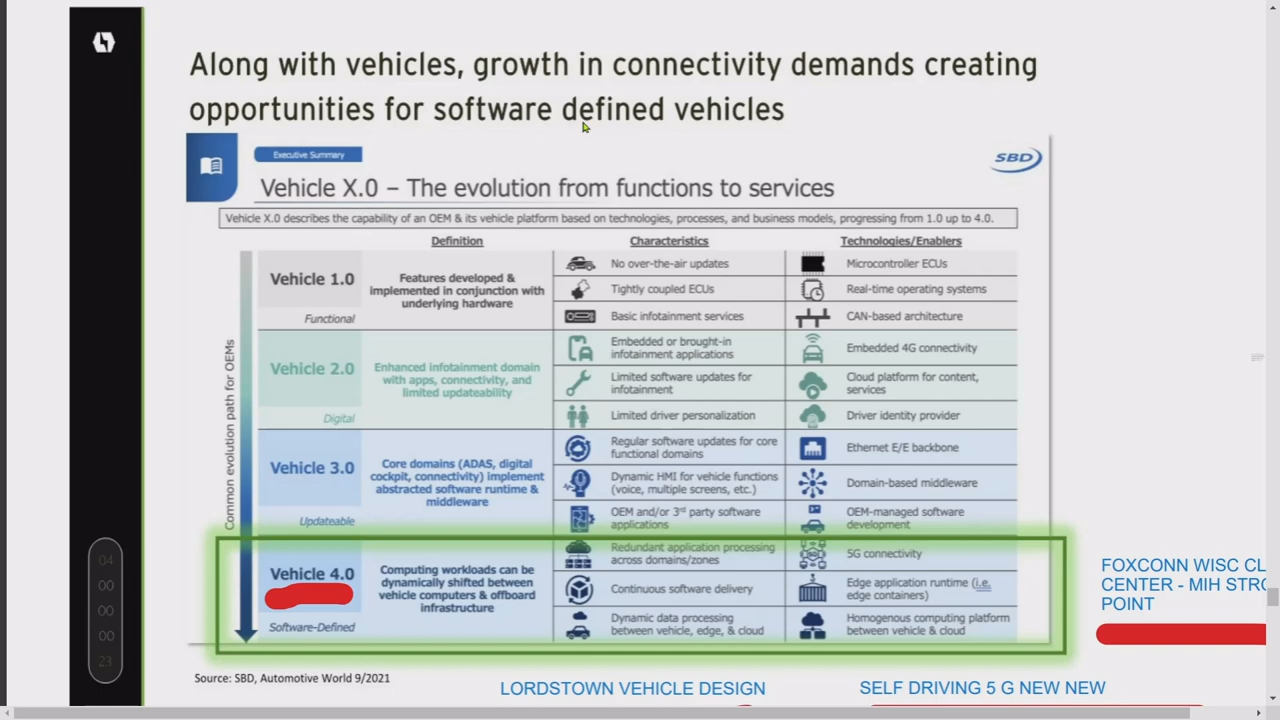 Along with vehicles, growth in connectivity demands creating
opportunities for software defined vehicles
Executive Summary
SBD
Vehicle X.0 – The evolution from functions to services
Vehicle X.0 describes the capability of an OEM & its vehicle platform based on technologies, processes, and business models, progressing from 1.0 up to 4.0.
Definition
Characteristics
Technologies/Enablers
Common evolution path for OEMs
Vehicle 1.0
Functional
Features developed &
implemented in conjunction with
underlying hardware
No over-the-air updates
Microcontroller ECUs
Tightly coupled ECUs
Real-time operating systems
Basic infotainment services
CAN-based architecture
Vehicle 2.0
Digital
Enhanced infotainment domain
with apps, connectivity, and
limited updateability
Embedded or brought-in
infotainment applications
Embedded 4G connectivity
Limited software updates for
infotainment
Cloud platform for content,
services
Limited driver personalization
Driver identity provider
Vehicle 3.0
Updateable
Core domains (ADAS, digital
cockpit, connectivity) implement
abstracted software runtime &
middleware
Regular software updates for core
functional domains
Ethernet E/E backbone
Dynamic HMI for vehicle functions
(voice, multiple screens, etc.)
Domain-based middleware
OEM and/or 3rd party software
applications
OEM-managed software
development
Vehicle 4.0
Software-Defined
Computing workloads can be
dynamically shifted between
vehicle computers & offboard
infrastructure
Redundant application processing
across domains/zones
5G connectivity
Continuous software delivery
Edge application runtime (i.e.
edge containers)
Dynamic data processing
between vehicle, edge, & cloud
Homogenous computing platform
between vehicle & cloud
FOXCONN WISC CL
CENTER - MIH STRO
POINT
04
00
00
00
23
Source: SBD, Automotive World 9/2021
LORDSTOWN VEHICLE DESIGN
SELF DRIVING 5 G NEW NEW